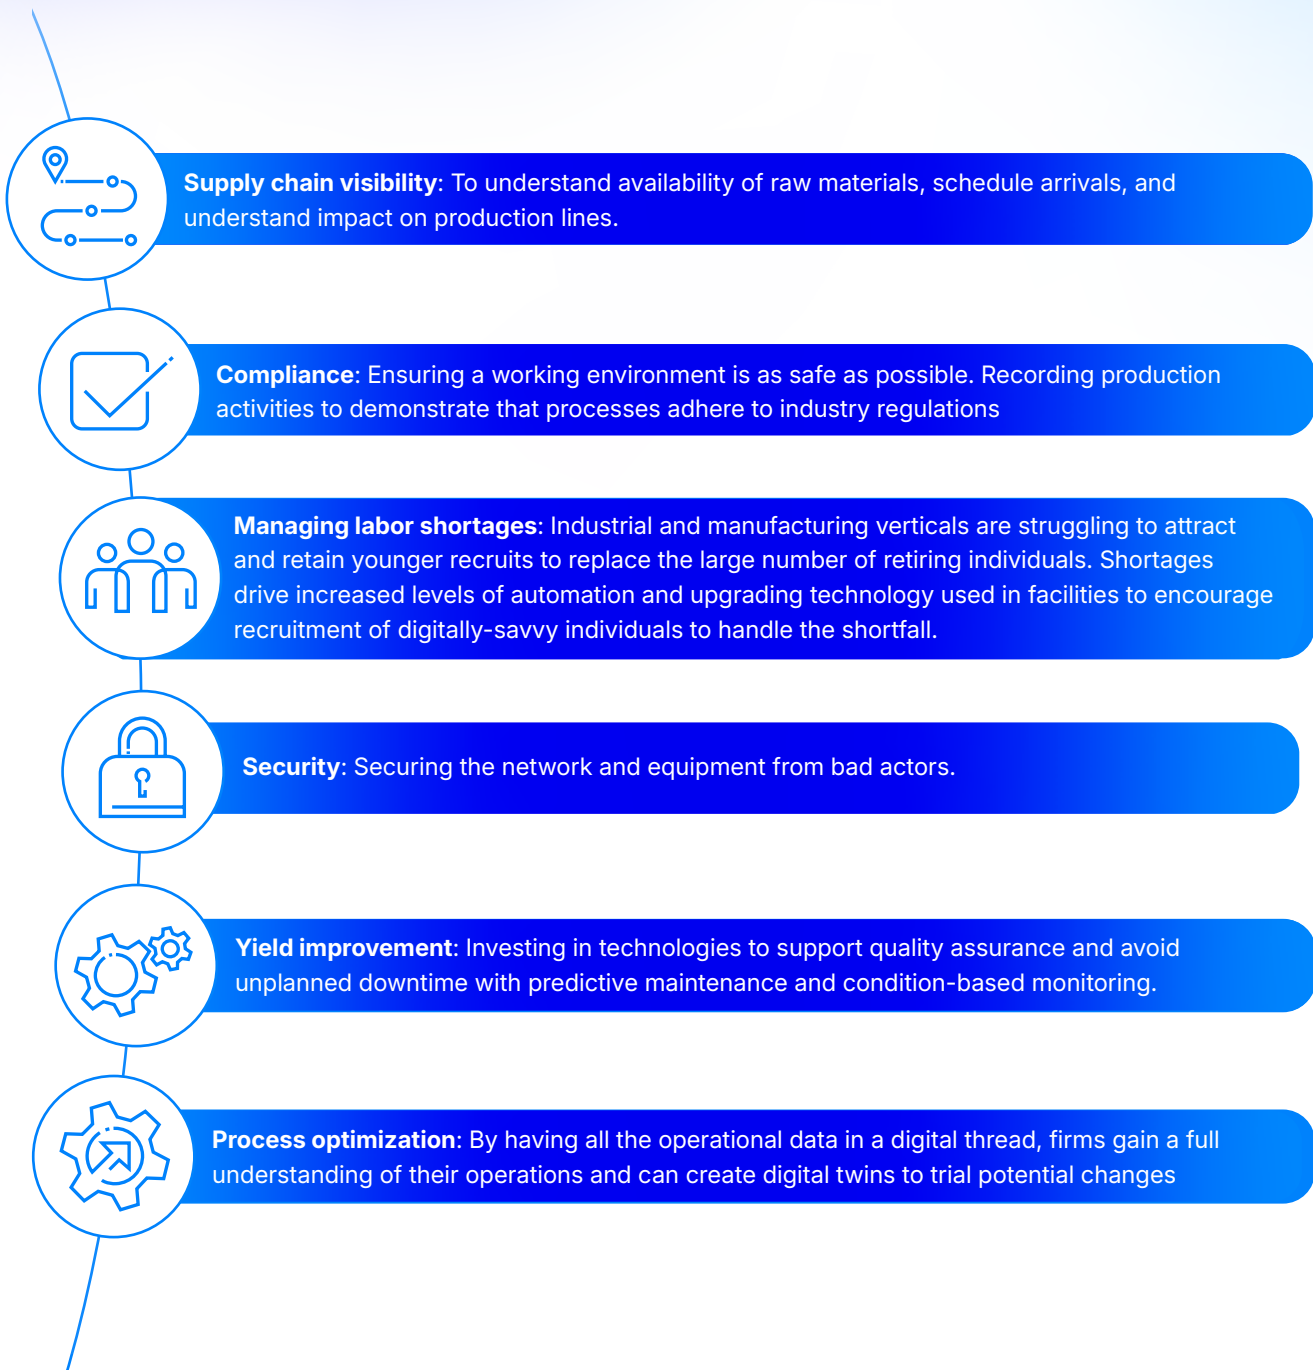 Supply chain visibility: To understand availability of raw materials, schedule arrivals, and
understand impact on production lines.
Compliance: Ensuring a working environment is as safe as possible. Recording production
activities to demonstrate that processes adhere to industry regulations
Managing labor shortages: Industrial and manufacturing verticals are struggling to attract
and retain younger recruits to replace the large number of retiring individuals. Shortages
drive increased levels of automation and upgrading technology used in facilities to encourage
recruitment of digitally-savvy individuals to handle the shortfall.
Security: Securing the network and equipment from bad actors.
Yield improvement: Investing in technologies to support quality assurance and avoid
unplanned downtime with predictive maintenance and condition-based monitoring.
Process optimization: By having all the operational data in a digital thread, firms gain a full
understanding of their operations and can create digital twins to trial potential changes